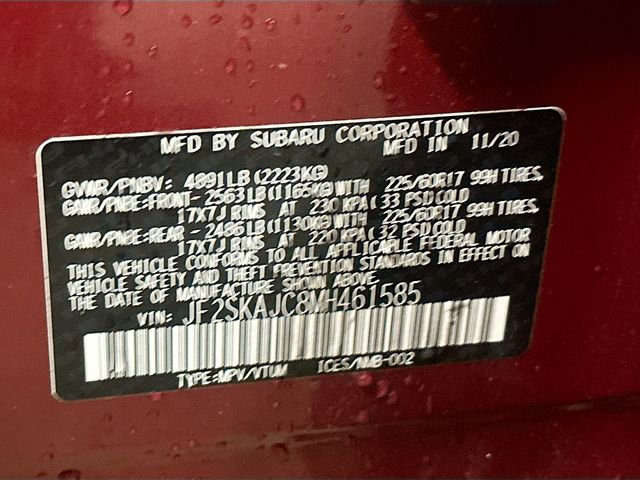 MFD BY SUBARU CORPORATION
MFD IN 11/20
GVWR/PNBV: 4891LB(2223KG)
GAWR/PNBE:FRONT- 2563LB(1165KG)WITH 225/60R17 99H TIRES,
17X7J RIMS AT 230 KPA(33 PSI)COLD
GAWR/PNBE:REAR - 2486LB(1130KG)WITH 225/60R17 99H TIRES,
17X7J RIMS AT 220 KPA(32 PSI)COLD
THIS VEHICLE CONFORMS TO ALL APPLICABLE FEDERAL MOTOR
VEHICLE SAFETY AND THEFT PREVENTION STANDARDS IN EFFECT ON
THE DATE OF MANUFACTURE SHOWN ABOVE.
VIN: JF2SKAJC8MH461585
TYPE:MPV/VTUM ICES/NMB-002